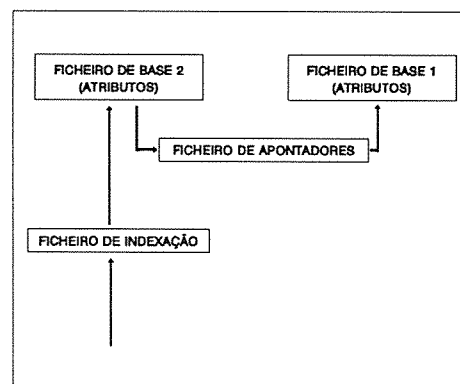 FICHEIRO DE BASE 2
(ATRIBUTOS)
FICHEIRO DE BASE 1
(ATRIBUTOS)
FICHEIRO DE APONTADORES
FICHEIRO DE INDEXAÇÃO